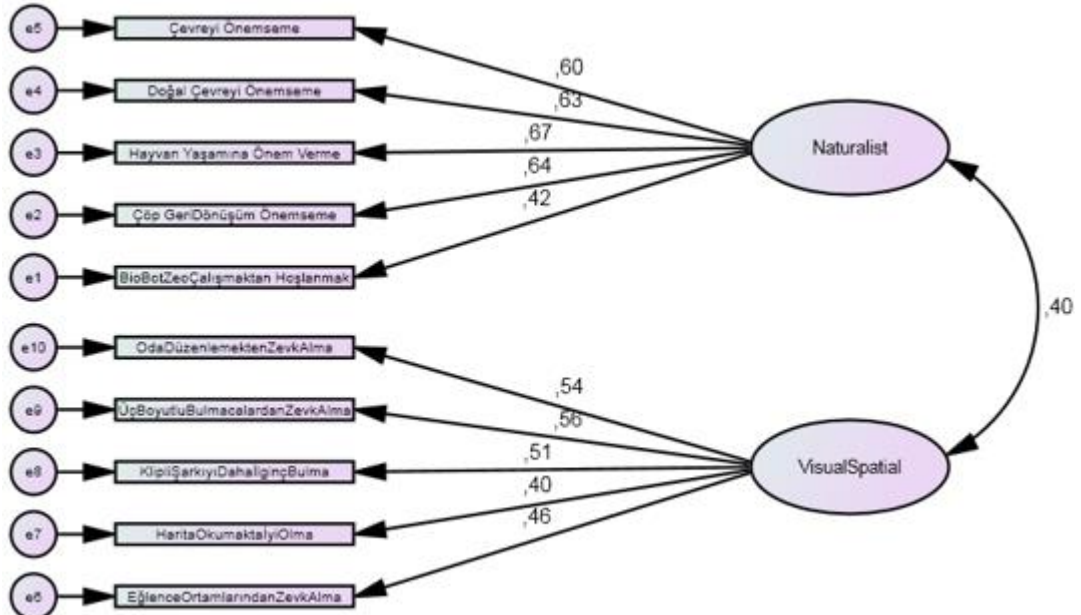 e5 Çevreyi Önemseme
,60
e4 Doğal Çevreyi Önemseme
,63
e3 Hayvan Yaşamına Önem Verme
,67
Naturalist
e2 Çöp GeriDönüşüm Önemseme
,64
,42
e1 BioBotZooÇalışmaktan Hoşlanmak
,40
e10 OdaDüzenlemektenZevkAlma
,54
e9 ÜçBoyutluBulmacalardanZevkAlma
,56
e8 KlipliŞarkıyıDahaİlginçBulma
,51
VisualSpatial
e7 HaritaOkumaktaİyiOlma
,40
,46
e6 EğlenceOrtamlarındanZevkAlma